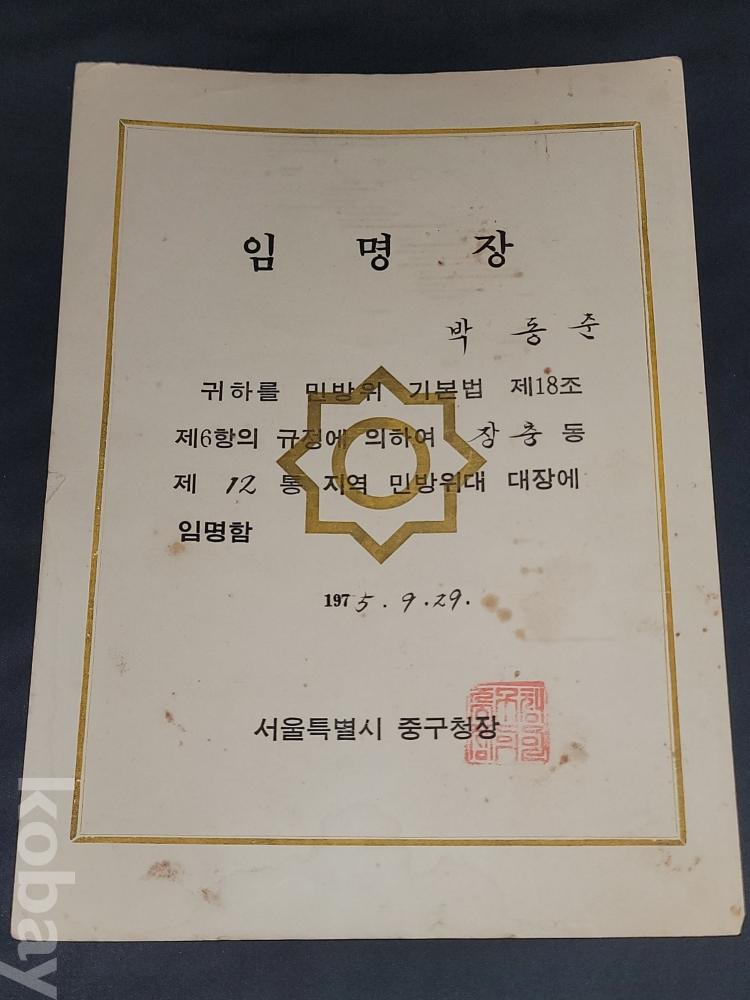 임 명 장
박 동 준
귀하를 민방위 기본법 제18조
제6항의 규정에 의하여 장충동
제 12 통 지역 민방위대 대장에
임명함
1975. 9. 29.
서울특별시 중구청장
kobay